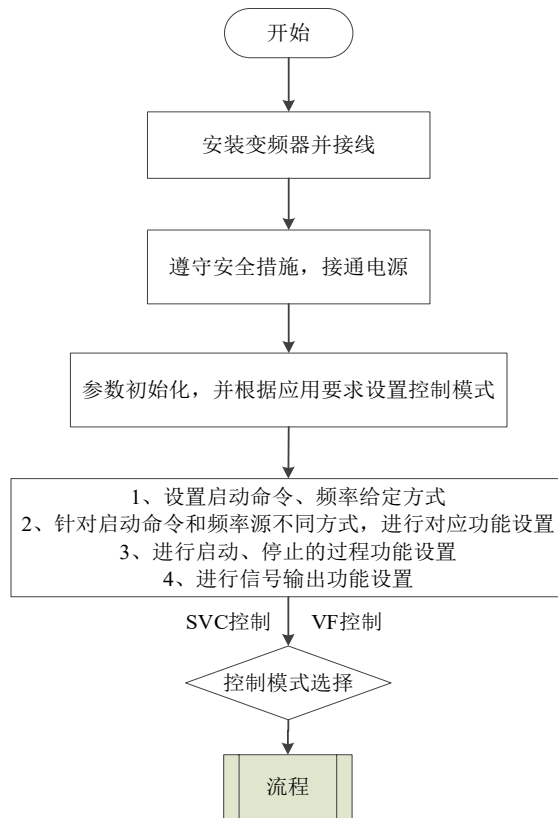 开始
安装变频器并接线
遵守安全措施，接通电源
参数初始化，并根据应用要求设置控制模式
1、设置启动命令、频率给定方式
2、针对启动命令和频率源不同方式，进行对应功能设置
3、进行启动、停止的过程功能设置
4、进行信号输出功能设置
SVC控制 VF控制
控制模式选择
流程